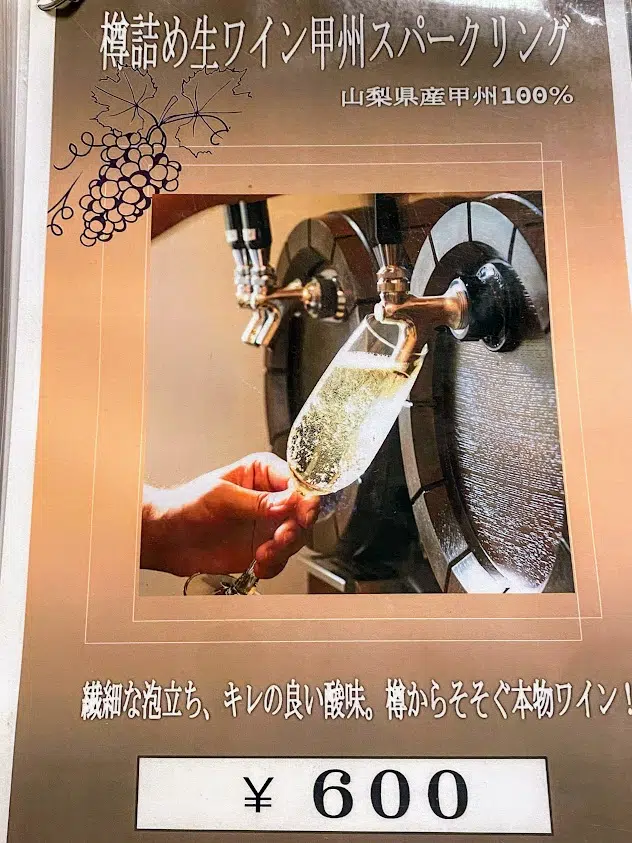 樽詰め生ワイン甲州スパークリング
山梨県産甲州100%
繊細な泡立ち、キレの良い酸味。樽からそそぐ本物ワイン!
¥ 600